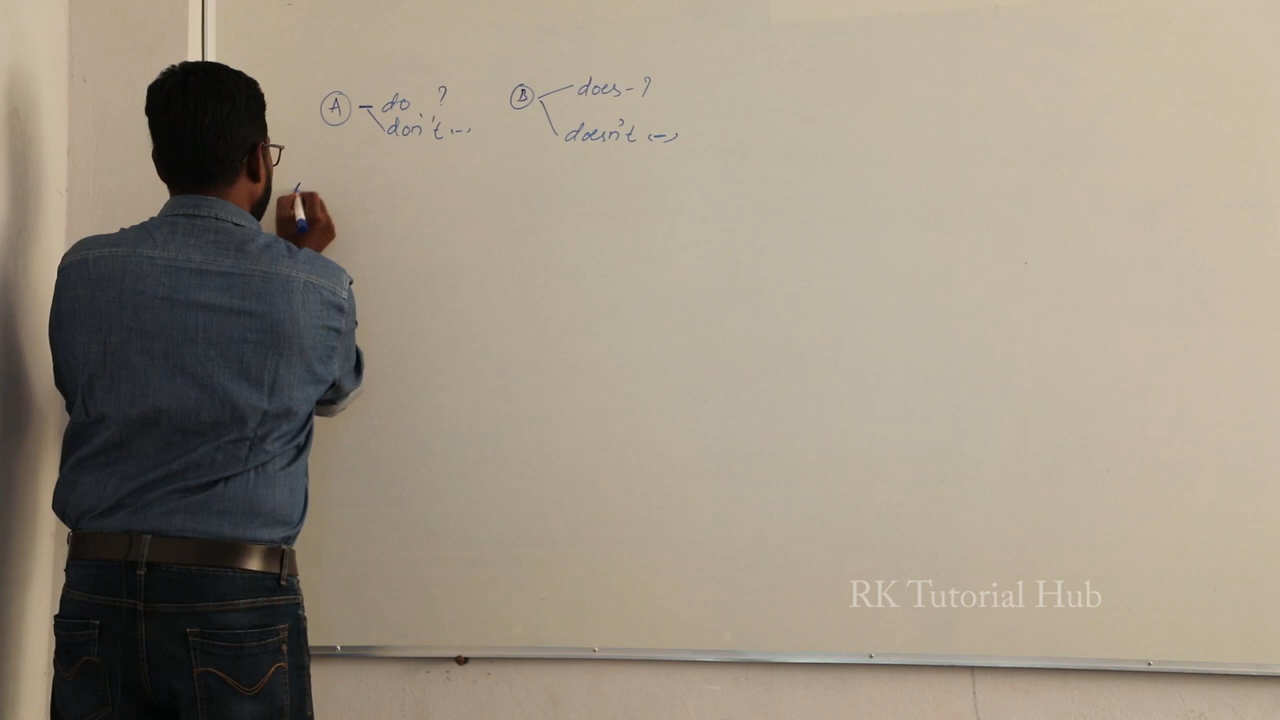 A do ?
don't (-)
B does - ?
doesn't (-)
RK Tutorial Hub